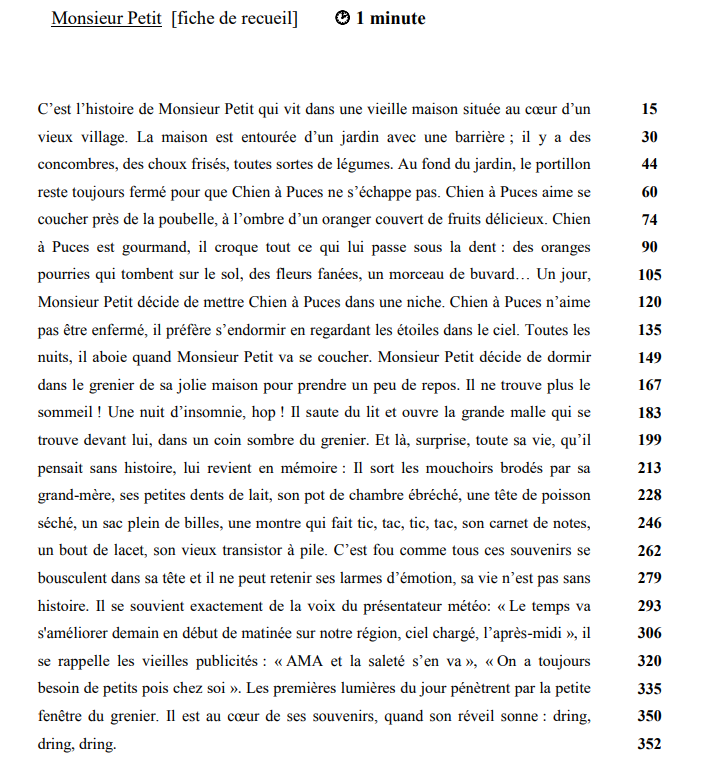 Monsieur Petit [fiche de recueil] 1 minute
C’est l’histoire de Monsieur Petit qui vit dans une vieille maison située au cœur d’un 15
vieux village. La maison est entourée d’un jardin avec une barrière ; il y a des 30
concombres, des choux frisés, toutes sortes de légumes. Au fond du jardin, le portillon 44
reste toujours fermé pour que Chien à Puces ne s’échappe pas. Chien à Puces aime se 60
coucher près de la poubelle, à l’ombre d’un oranger couvert de fruits délicieux. Chien 74
à Puces est gourmand, il croque tout ce qui lui passe sous la dent : des oranges 90
pourries qui tombent sur le sol, des fleurs fanées, un morceau de buvard… Un jour, 105
Monsieur Petit décide de mettre Chien à Puces dans une niche. Chien à Puces n’aime 120
pas être enfermé, il préfère s’endormir en regardant les étoiles dans le ciel. Toutes les 135
nuits, il aboie quand Monsieur Petit va se coucher. Monsieur Petit décide de dormir 149
dans le grenier de sa jolie maison pour prendre un peu de repos. Il ne trouve plus le 167
sommeil ! Une nuit d’insomnie, hop ! Il saute du lit et ouvre la grande malle qui se 183
trouve devant lui, dans un coin sombre du grenier. Et là, surprise, toute sa vie, qu’il 199
pensait sans histoire, lui revient en mémoire : Il sort les mouchoirs brodés par sa 213
grand-mère, ses petites dents de lait, son pot de chambre ébréché, une tête de poisson 228
séché, un sac plein de billes, une montre qui fait tic, tac, tic, tac, son carnet de notes, 246
un bout de lacet, son vieux transistor à pile. C’est fou comme tous ces souvenirs se 262
bousculent dans sa tête et il ne peut retenir ses larmes d’émotion, sa vie n’est pas sans 279
histoire. Il se souvient exactement de la voix du présentateur météo: « Le temps va 293
s'améliorer demain en début de matinée sur notre région, ciel chargé, l’après-midi », il 306
se rappelle les vieilles publicités : « AMA et la saleté s’en va », « On a toujours 320
besoin de petits pois chez soi ». Les premières lumières du jour pénètrent par la petite 335
fenêtre du grenier. Il est au cœur de ses souvenirs, quand son réveil sonne : dring, 350
dring, dring. 352